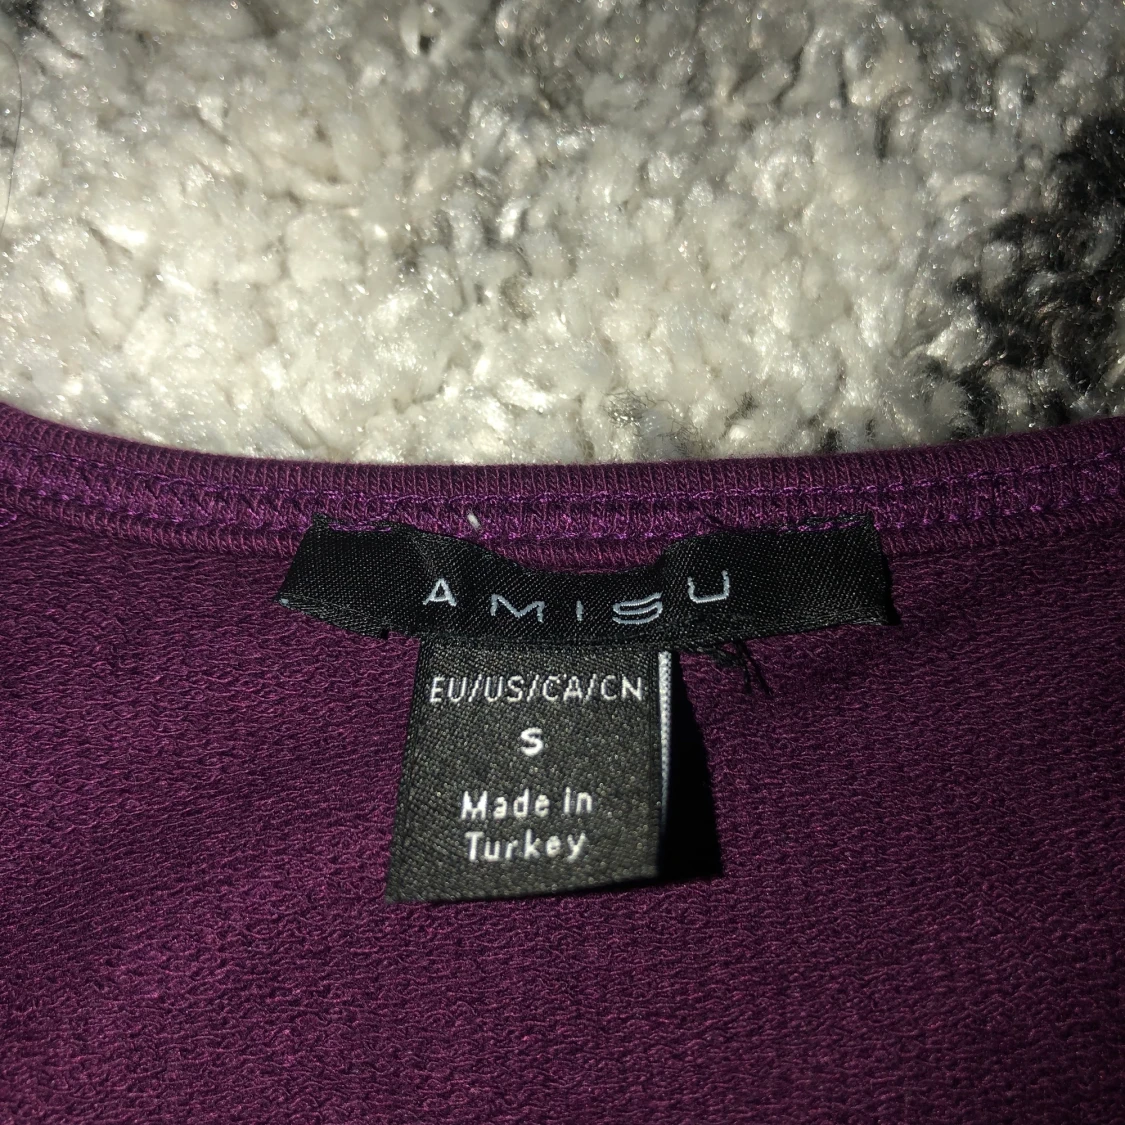 AMISU
EU/US/CA/CN
S
Made in
Turkey